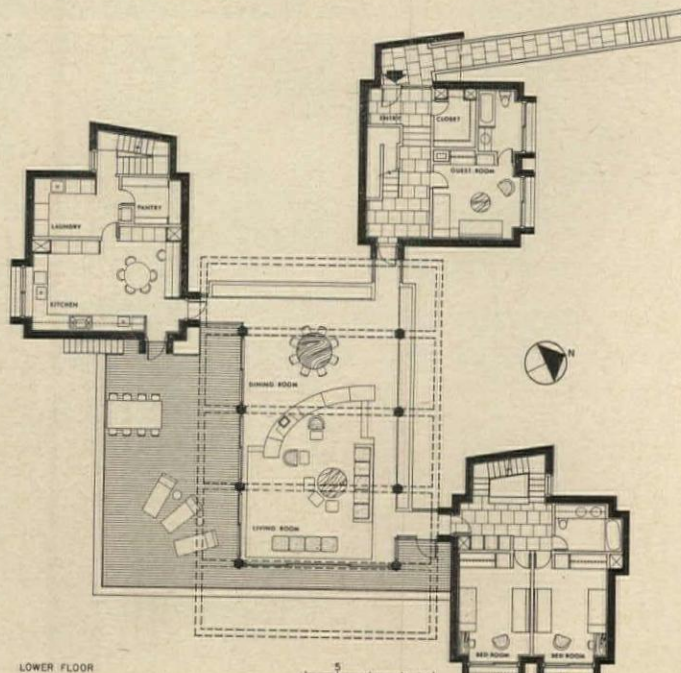 ENTRY
CLOSET
GUEST ROOM
LAUNDRY
PANTRY
KITCHEN
N
DINING ROOM
LIVING ROOM
BED ROOM
BED ROOM
LOWER FLOOR
5